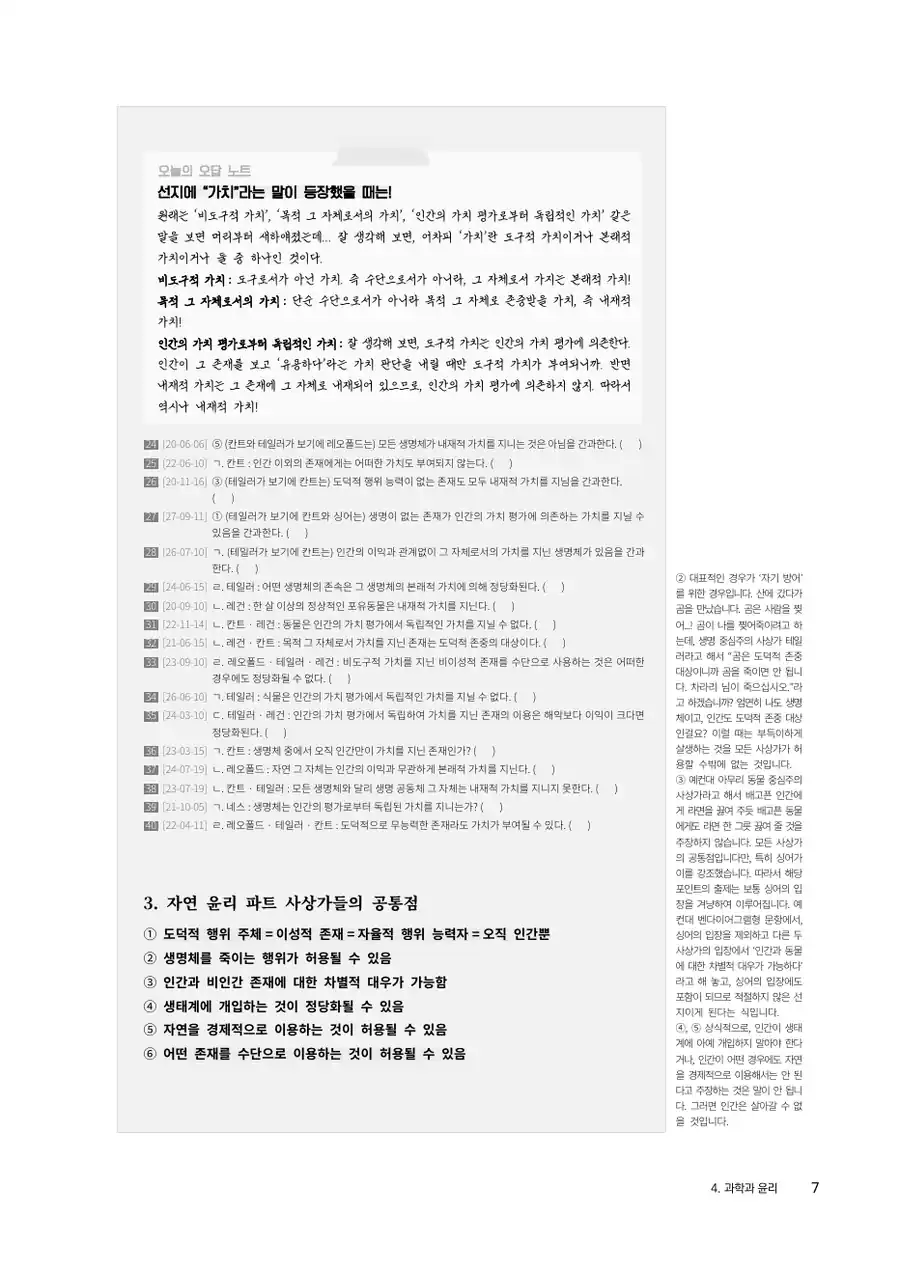 오늘의 오답 노트
선지에 “가치”라는 말이 등장했을 때는!
원래는 ‘비도구적 가치’, ‘목적 그 자체로서의 가치’, ‘인간의 가치 평가로부터 독립적인 가치’ 같은
말을 보면 머리부터 새하얘졌는데... 잘 생각해 보면, 어차피 ‘가치’란 도구적 가치이거나 본래적
가치이거나 둘 중 하나인 것이다.
비도구적 가치 : 도구로서가 아닌 가치. 즉 수단으로서가 아니라, 그 자체로서 가지는 본래적 가치!
목적 그 자체로서의 가치 : 단순 수단으로서가 아니라 목적 그 자체로 존중받을 가치, 즉 내재적
가치!
인간의 가치 평가로부터 독립적인 가치 : 잘 생각해 보면, 도구적 가치는 인간의 가치 평가에 의존한다.
인간이 그 존재를 보고 ‘유용하다’라는 가치 판단을 내릴 때만 도구적 가치가 부여되니까. 반면
내재적 가치는 그 존재에 그 자체로 내재되어 있으므로, 인간의 가치 평가에 의존하지 않지. 따라서
역시나 내재적 가치!
24 [20-06-06] ⑤ (칸트와 테일러가 보기에 레오폴드는) 모든 생명체가 내재적 가치를 지니는 것은 아님을 간과한다. ( )
25 [22-06-10] ㄱ. 칸트 : 인간 이외의 존재에게는 어떠한 가치도 부여되지 않는다. ( )
26 [20-11-16] ③ (테일러가 보기에 칸트는) 도덕적 행위 능력이 없는 존재도 모두 내재적 가치를 지님을 간과한다.
( )
27 [27-09-11] ① (테일러가 보기에 칸트와 싱어는) 생명이 없는 존재가 인간의 가치 평가에 의존하는 가치를 지닐 수
있음을 간과한다. ( )
28 [26-07-10] ㄱ. (테일러가 보기에 칸트는) 인간의 이익과 관계없이 그 자체로서의 가치를 지닌 생명체가 있음을 간과
한다. ( )
29 [24-06-15] ㄹ. 테일러 : 어떤 생명체의 존속은 그 생명체의 본래적 가치에 의해 정당화된다. ( )
30 [20-09-10] ㄴ. 레건 : 한 살 이상의 정상적인 포유동물은 내재적 가치를 지닌다. ( )
31 [22-11-14] ㄴ. 칸트 · 레건 : 동물은 인간의 가치 평가에서 독립적인 가치를 지닐 수 없다. ( )
32 [21-06-15] ㄴ. 레건 · 칸트 : 목적 그 자체로서 가치를 지닌 존재는 도덕적 존중의 대상이다. ( )
33 [23-09-10] ㄹ. 레오폴드 · 테일러 · 레건 : 비도구적 가치를 지닌 비이성적 존재를 수단으로 사용하는 것은 어떠한
경우에도 정당화될 수 없다. ( )
34 [26-06-10] ㄱ. 테일러 : 식물은 인간의 가치 평가에서 독립적인 가치를 지닐 수 없다. ( )
35 [24-03-10] ㄷ. 테일러 · 레건 : 인간의 가치 평가에서 독립하여 가치를 지닌 존재의 이용은 해악보다 이익이 크다면
정당화된다. ( )
36 [23-03-15] ㄱ. 칸트 : 생명체 중에서 오직 인간만이 가치를 지닌 존재인가? ( )
37 [24-07-19] ㄴ. 레오폴드 : 자연 그 자체는 인간의 이익과 무관하게 본래적 가치를 지닌다. ( )
38 [23-07-19] ㄴ. 칸트 · 테일러 : 모든 생명체와 달리 생명 공동체 그 자체는 내재적 가치를 지니지 못한다. ( )
39 [21-10-05] ㄱ. 네스 : 생명체는 인간의 평가로부터 독립된 가치를 지니는가? ( )
40 [22-04-11] ㄹ. 레오폴드 · 테일러 · 칸트 : 도덕적으로 무능력한 존재라도 가치가 부여될 수 있다. ( )
3. 자연 윤리 파트 사상가들의 공통점
① 도덕적 행위 주체 = 이성적 존재 = 자율적 행위 능력자 = 오직 인간뿐
② 생명체를 죽이는 행위가 허용될 수 있음
③ 인간과 비인간 존재에 대한 차별적 대우가 가능함
④ 생태계에 개입하는 것이 정당화될 수 있음
⑤ 자연을 경제적으로 이용하는 것이 허용될 수 있음
⑥ 어떤 존재를 수단으로 이용하는 것이 허용될 수 있음
② 대표적인 경우가 ‘자기 방어’
를 위한 경우입니다. 산에 갔다가
곰을 만났습니다. 곰은 사람을 찢
어...! 곰이 나를 찢어죽이려고 하
는데, 생명 중심주의 사상가 테일
러라고 해서 “곰은 도덕적 존중
대상이니까 곰을 죽이면 안 됩니
다. 차라리 님이 죽으십시오.”라
고 하겠습니까? 엄연히 나도 생명
체이고, 인간도 도덕적 존중 대상
인걸요? 이럴 때는 부득이하게
살생하는 것을 모든 사상가가 허
용할 수밖에 없는 것입니다.
③ 예컨대 아무리 동물 중심주의
사상가라고 해서 배고픈 인간에
게 라면을 끓여 주듯 배고픈 동물
에게도 라면 한 그릇 끓여 줄 것을
주장하지 않습니다. 모든 사상가
의 공통점입니다만, 특히 싱어가
이를 강조했습니다. 따라서 해당
포인트의 출제는 보통 싱어의 입
장을 겨냥하여 이루어집니다. 예
컨대 벤다이어그램형 문항에서,
싱어의 입장을 제외하고 다른 두
사상가의 입장에서 ‘인간과 동물
에 대한 차별적 대우가 가능하다’
라고 해 놓고, 싱어의 입장에도
포함이 되므로 적절하지 않은 선
지이게 된다는 식입니다.
④, ⑤ 상식적으로, 인간이 생태
계에 아예 개입하지 말아야 한다
거나, 인간이 어떤 경우에도 자연
을 경제적으로 이용해서는 안 된
다고 주장하는 것은 말이 안 됩니
다. 그러면 인간은 살아갈 수 없
을 것입니다.
4. 과학과 윤리 7